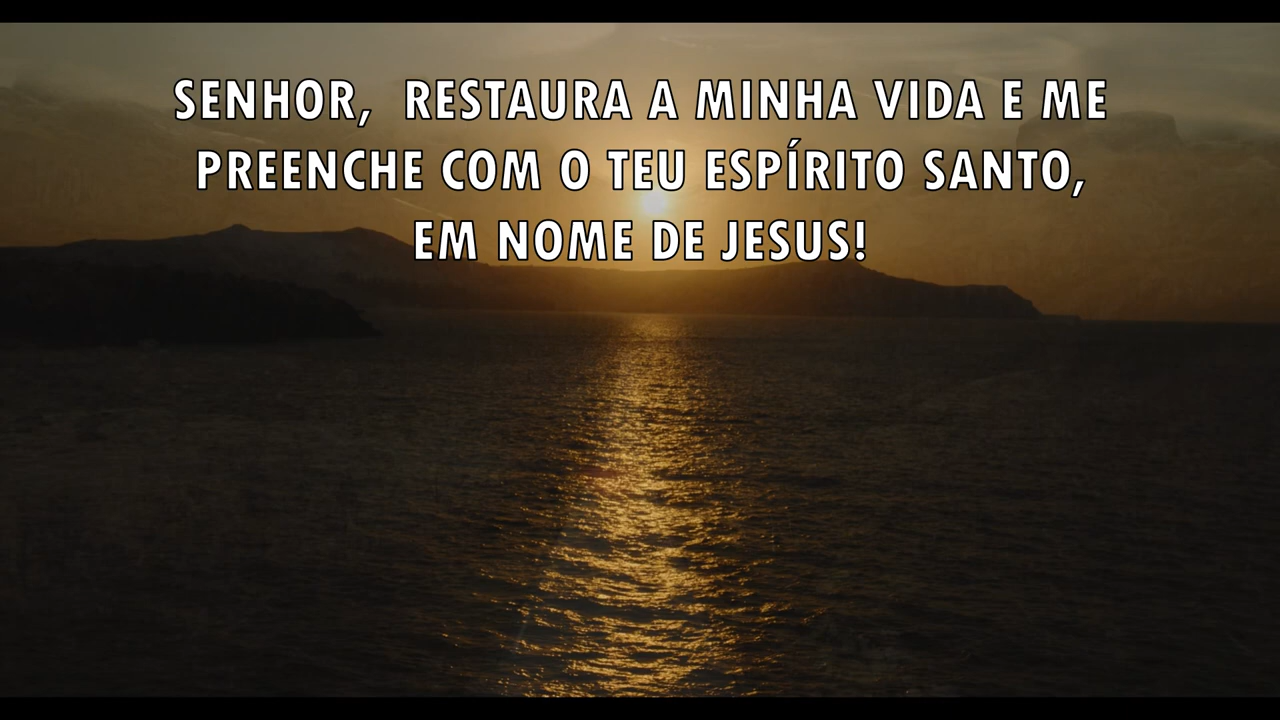 SENHOR, RESTAURA A MINHA VIDA E ME
PREENCHE COM O TEU ESPÍRITO SANTO,
EM NOME DE JESUS!